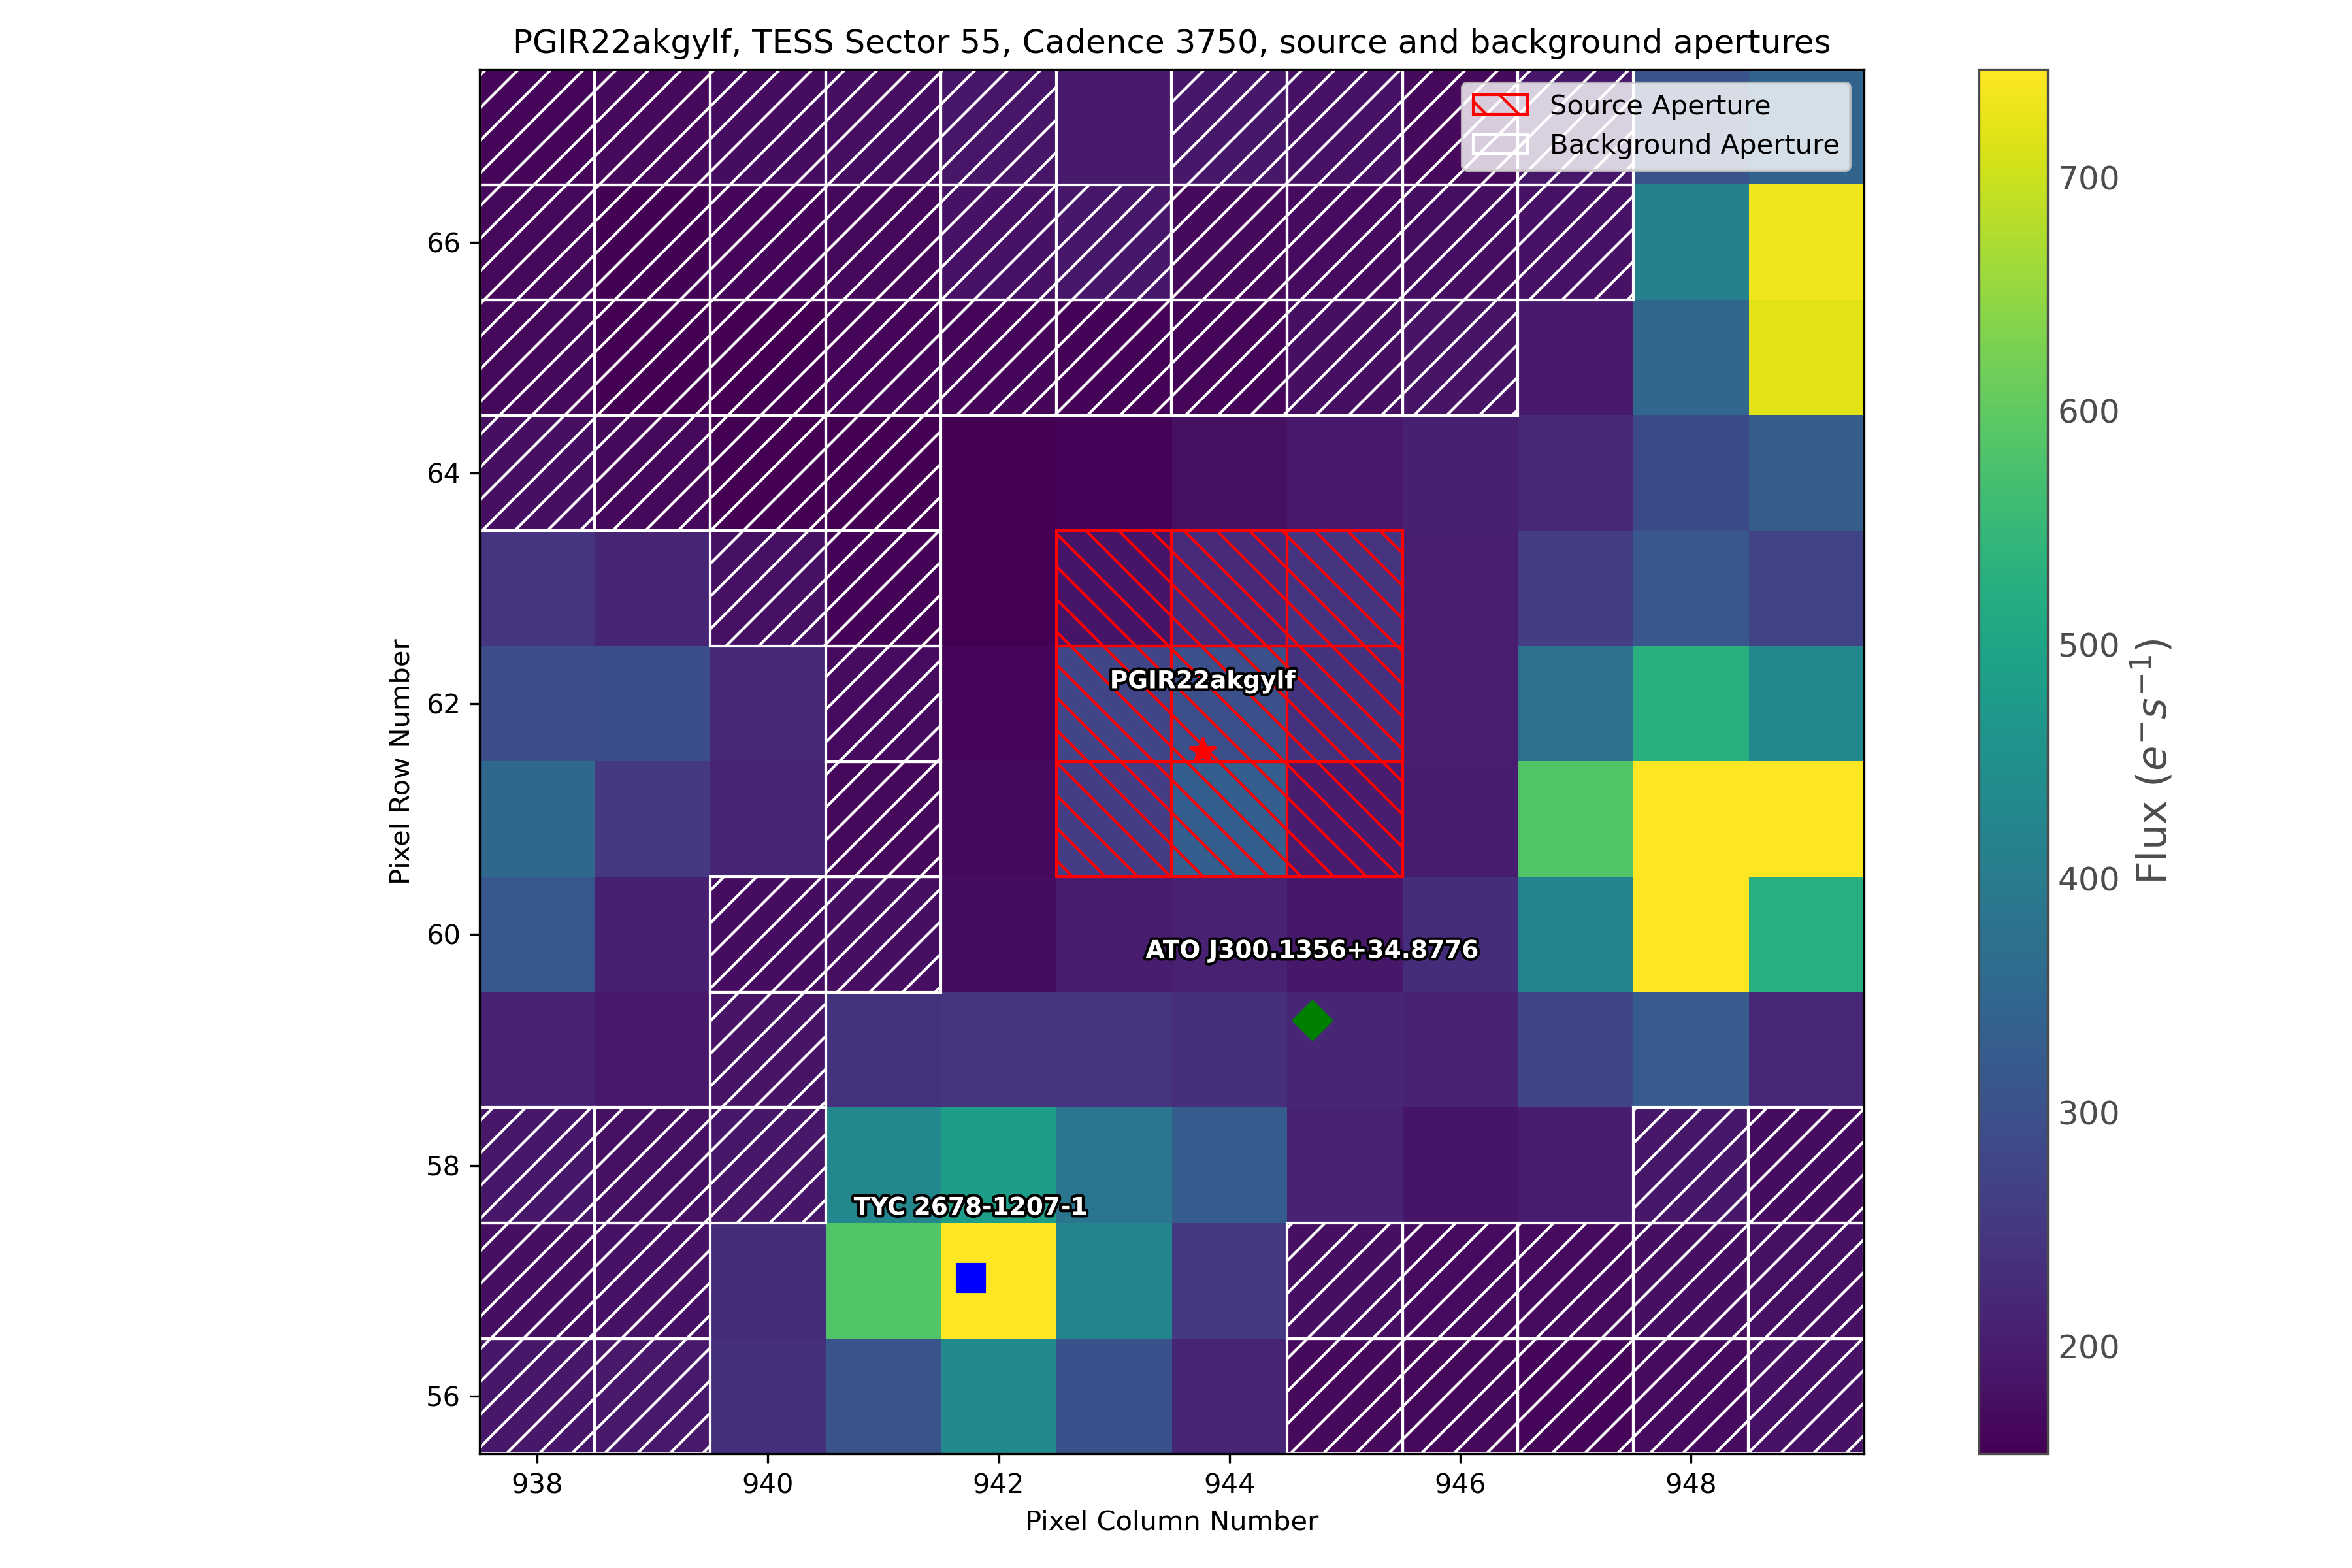 PGIR22akgylf, TESS Sector 55, Cadence 3750, source and background apertures
Source Aperture
Background Aperture
PGIR22akgylf
ATO J300.1356+34.8776
TYC 2678-1207-1
66
64
62
60
58
56
Pixel Row Number
938
940
942
944
946
948
Pixel Column Number
700
600
500
400
300
200
Flux (e⁻s⁻¹)